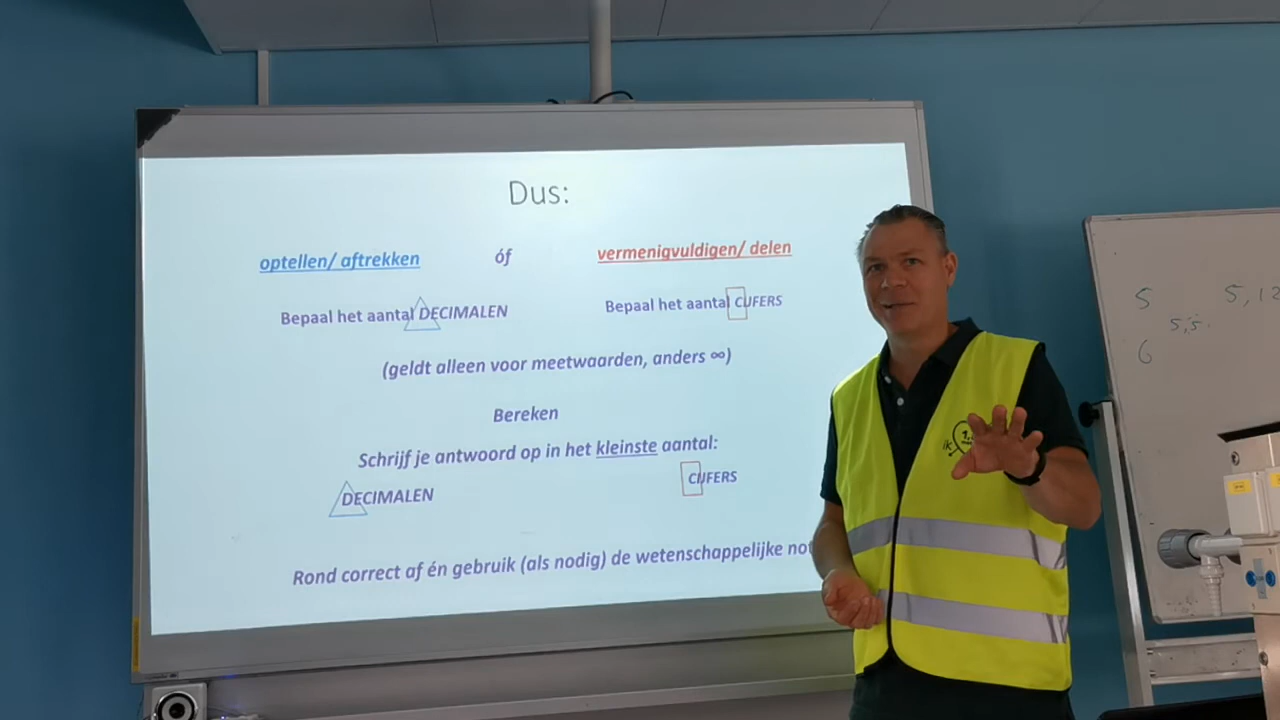 Dus:
optellen/ aftrekken óf vermenigvuldigen/ delen
Bepaal het aantal DECIMALEN Bepaal het aantal CIJFERS
(geldt alleen voor meetwaarden, anders ∞)
Bereken
Schrijf je antwoord op in het kleinste aantal:
DECIMALEN CIJFERS
Rond correct af én gebruik (als nodig) de wetenschappelijke not
5 5,12
5,5
6
ik 1,